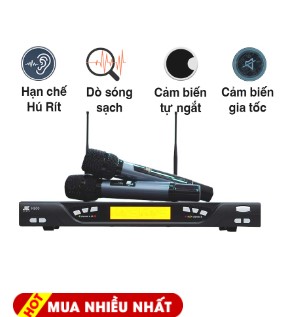 Hạn chế
Hú Rít
Dò sóng
sạch
Cảm biến
tự ngắt
Cảm biến
gia tốc
HOT
MUA NHIỀU NHẤT